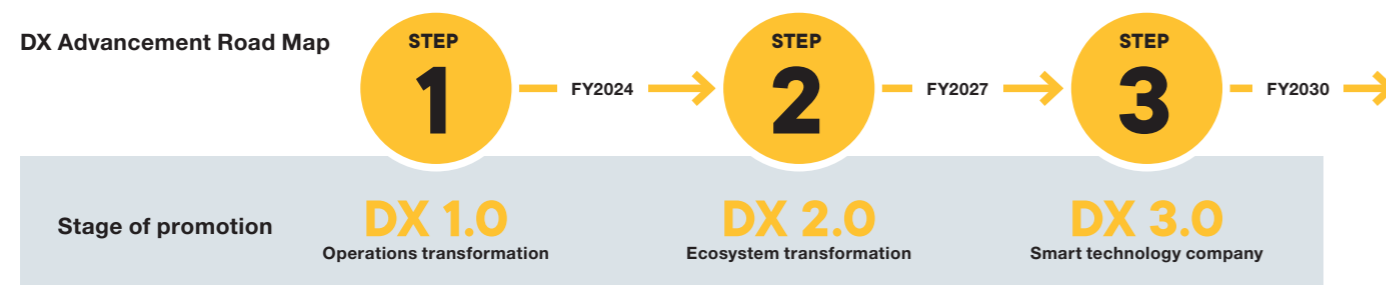 DX Advancement Road Map
STEP
1
FY2024
STEP
2
FY2027
STEP
3
FY2030
Stage of promotion
DX 1.0
Operations transformation
DX 2.0
Ecosystem transformation
DX 3.0
Smart technology company